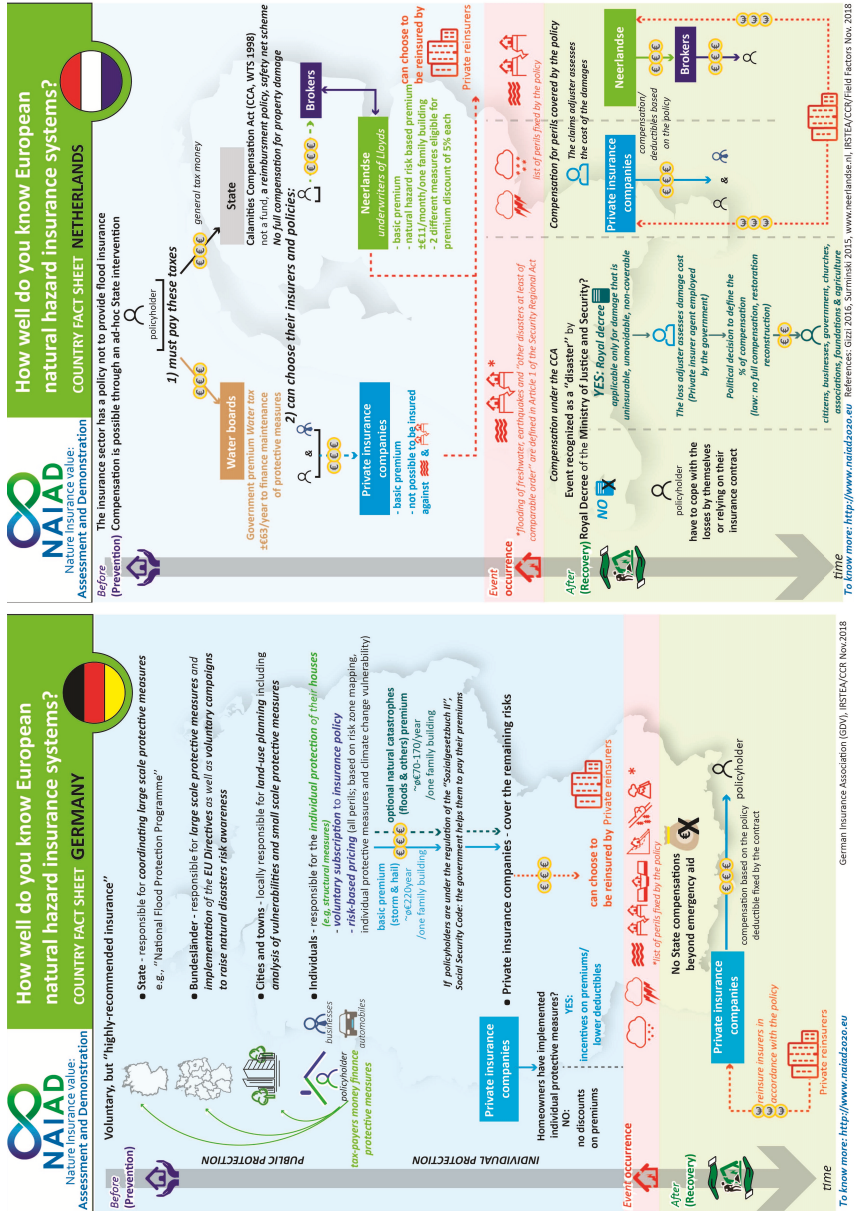 NAIAD
Nature Insurance value:
Assessment and Demonstration
How well do you know European
natural hazard insurance systems?
COUNTRY FACT SHEET GERMANY
Before
(Prevention)
Voluntary, but "highly-recommended insurance"
PUBLIC PROTECTION
INDIVIDUAL PROTECTION
• State - responsible for coordinating large scale protective measures
e.g., "National Flood Protection Programme"
• Bundesländer - responsible for large scale protective measures and
implementation of the EU Directives as well as voluntary campaigns
to raise natural disasters risk awareness
• Cities and towns - locally responsible for land-use planning including
analysis of vulnerabilities and small scale protective measures
policyholder
businesses
automobiles
tax-payers money finance
protective measures
• Individuals - responsible for the individual protection of their houses
(e.g, structural measures)
- voluntary subscription to insurance policy
- risk-based pricing (all perils; based on risk zone mapping,
individual protective measures and climate change vulnerability)
basic premium
(storm & hail)
~ø€220year
/one family building
€ € €
optional natural catastrophes
(floods & others) premium
~ø€70-170/year
/one family building
If policyholders are under the regulation of the "Sozialgesetzbuch II",
Social Security Code: the government helps them to pay their premiums
Private insurance
companies
• Private insurance companies - cover the remaining risks
Homeowners have implemented
individual protective measures?
NO:
no discounts
on premiums
YES:
incentives on premiums/
lower deductibles
€ € €
can choose to
be reinsured by Private reinsurers
Event occurrence
*
*list of perils fixed by the policy
After
(Recovery)
No State compensations
beyond emergency aid
€
Private insurance
companies
€ € €
policyholder
compensation based on the policy
deductible fixed by the contract
reinsure insurers in
accordance with the policy
€ € €
Private reinsurers
time
To know more: http://www.naiad2020.eu
German Insurance Association (GDV), IRSTEA/CCR Nov.2018
NAIAD
Nature Insurance value:
Assessment and Demonstration
How well do you know European
natural hazard insurance systems?
COUNTRY FACT SHEET NETHERLANDS
Before
(Prevention)
The insurance sector has a policy not to provide flood insurance
Compensation is possible through an ad-hoc State intervention
policyholder
1) must pay these taxes
€ € €
€ € €
general tax money
Water boards
Government premium Water tax
±€63/year to finance maintenance
of protective measures
State
Calamities Compensation Act (CCA, WTS 1998)
not a fund, a reimbursment policy, safety net scheme
No full compensation for property damage
2) can choose their insurers and policies:
&
€ € €
Private insurance
companies
- basic premium
- not possible to be insured
against & 
€ € €
Brokers
Neerlandse
underwriters of Lloyds
- basic premium
- natural hazard risk based premium
±€11/month/one family building
- 2 different measures eligible for
premium discount of 5% each
can choose to
be reinsured by
Private reinsurers
Event
occurrence
*
*flooding of freshwater, earthquakes and "other disasters at least of
comparable order" are defined in Article 1 of the Security Regional Act
list of perils fixed by the policy
After
(Recovery)
Compensation under the CCA
Event recognized as a "disaster" by
Royal Decree of the Ministry of Justice and Security?
NO
policyholder
have to cope with the
losses by themselves
or relying on their
insurance contract
YES: Royal decree
applicable only for damage that is
uninsurable, unavoidable, non-coverable
The loss adjuster assesses damage cost
(Private insurer agent employed
by the government)
Political decision to define the
% of compensation
(low: no full compensation, restoration
reconstruction)
€ €
citizens, businesses, government, churches,
associations, foundations & agriculture
Compensation for perils covered by the policy
The claims adjuster assesses
the cost of the damages
Private insurance
companies
€ € €
&
compensation/
deductibles based
on the policy
Neerlandse
€ € €
Brokers
€ € €
€ € €
€ € €
time
To know more: http://www.naiad2020.eu
References: Gizzi 2016, Surminski 2015, www.neerlandse.nl, IRSTEA/CCR/Field Factors Nov. 2018